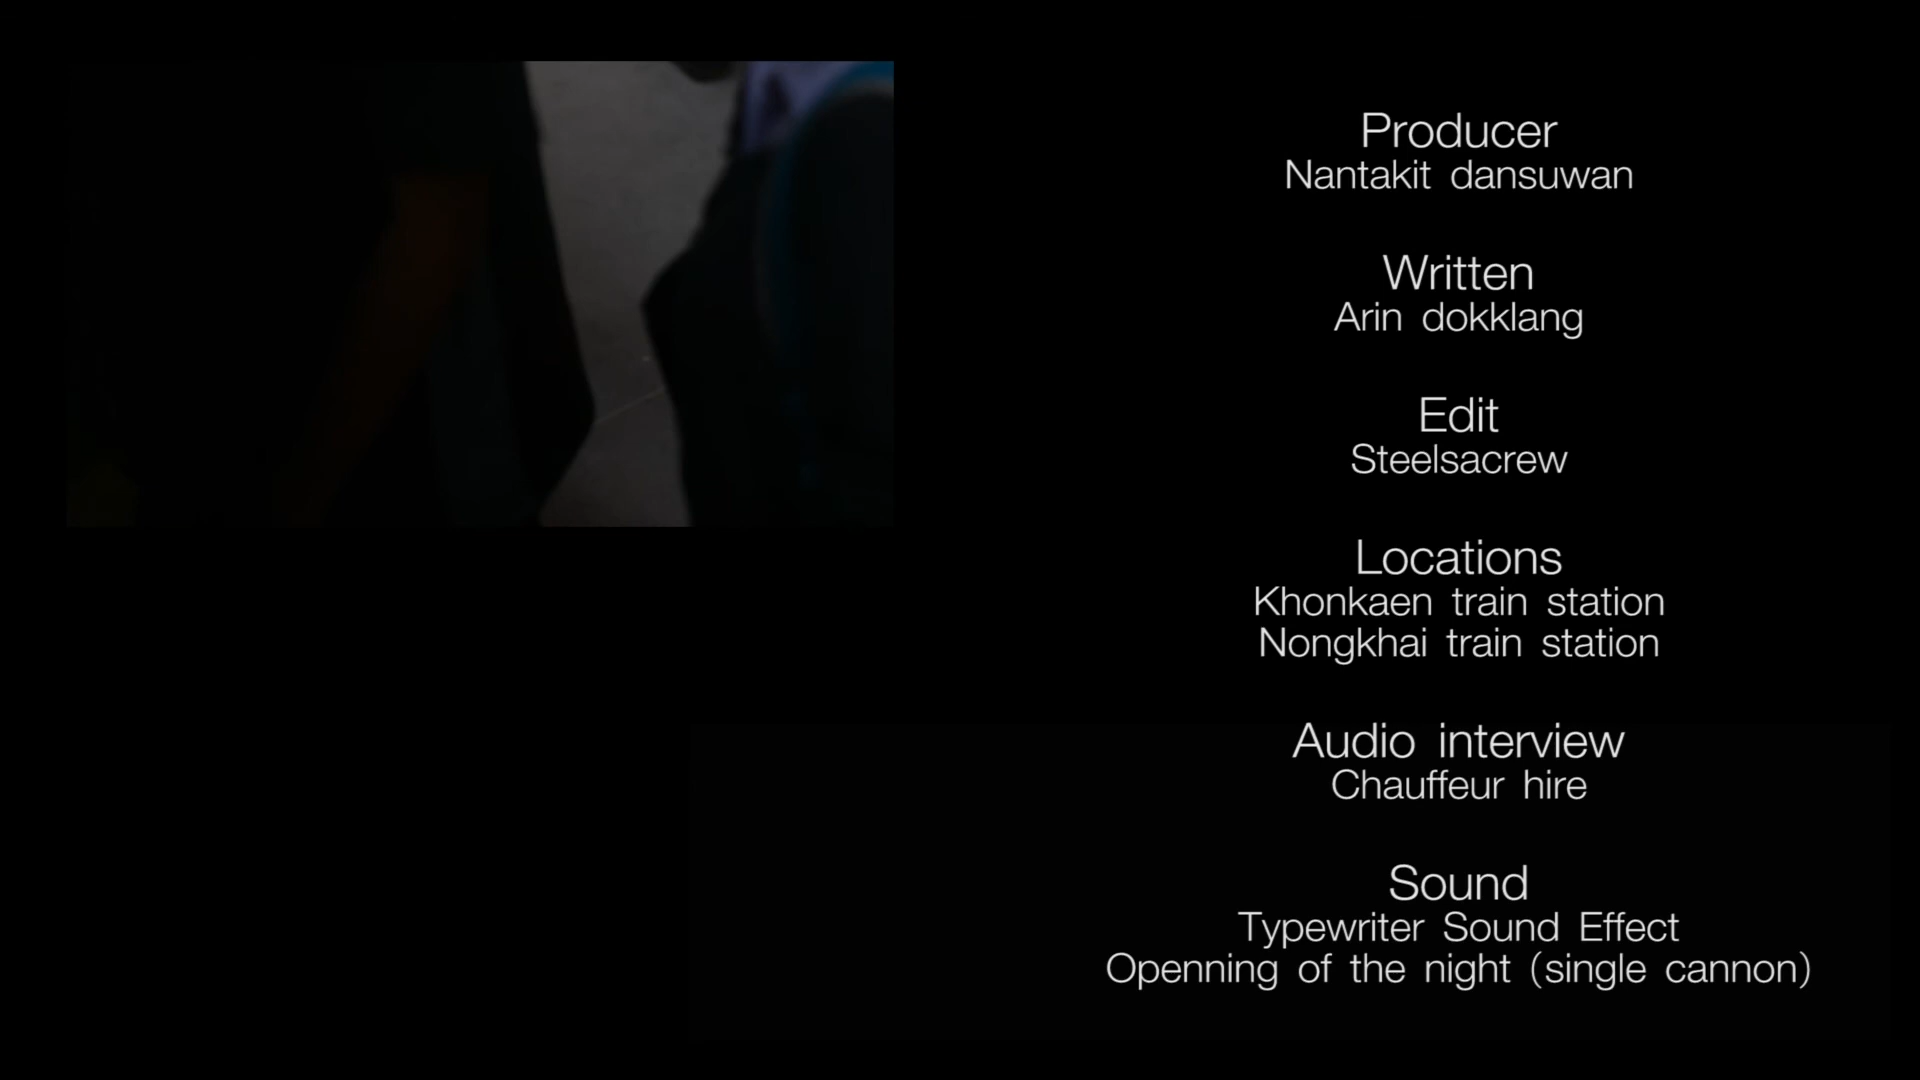 Producer
Nantakit dansuwan
Written
Arin dokklang
Edit
Steelsacrew
Locations
Khonkaen train station
Nongkhai train station
Audio interview
Chauffeur hire
Sound
Typewriter Sound Effect
Openning of the night (single cannon)